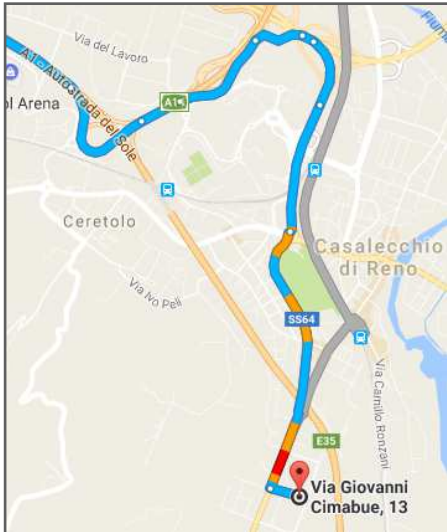 Via del Lavoro
Fium
A1 - Autostrada del Sole
ol Arena
A1
Ceretolo
Casalecchio
di Reno
Via Ivo Peli
SS64
Via Camillo Ronzani
E35
Via Giovanni
Cimabue, 13